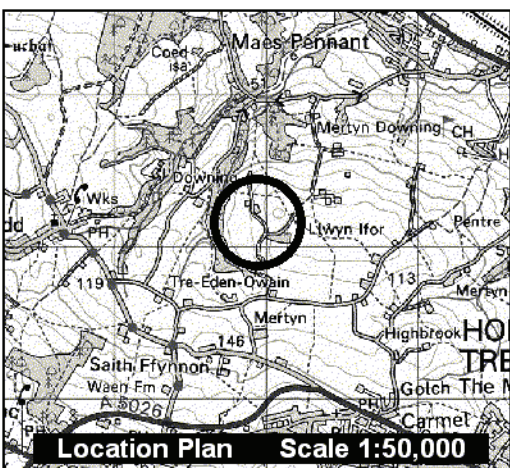 Maes Pennant
Coed
isa
51
Mertyn Downing
CH
Downing
Wks
Llwyn Ifor
dd
PH
Pentre
Tre-Eden-Owain
119
113
Mertyn
Mertyn
HOL
TRE
Highbrook
146
Saith Ffynnon
Waen Fm
Golch
The M
A 5026
PH
Carmel
Location Plan Scale 1:50,000